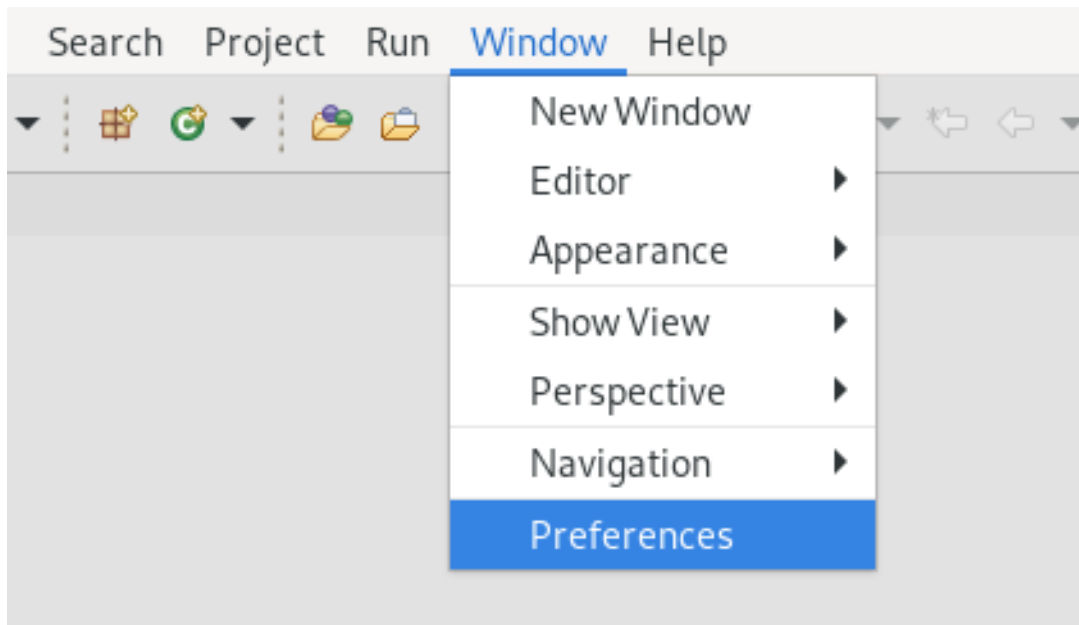 Search Project Run Window Help
New Window
Editor
Appearance
Show View
Perspective
Navigation
Preferences